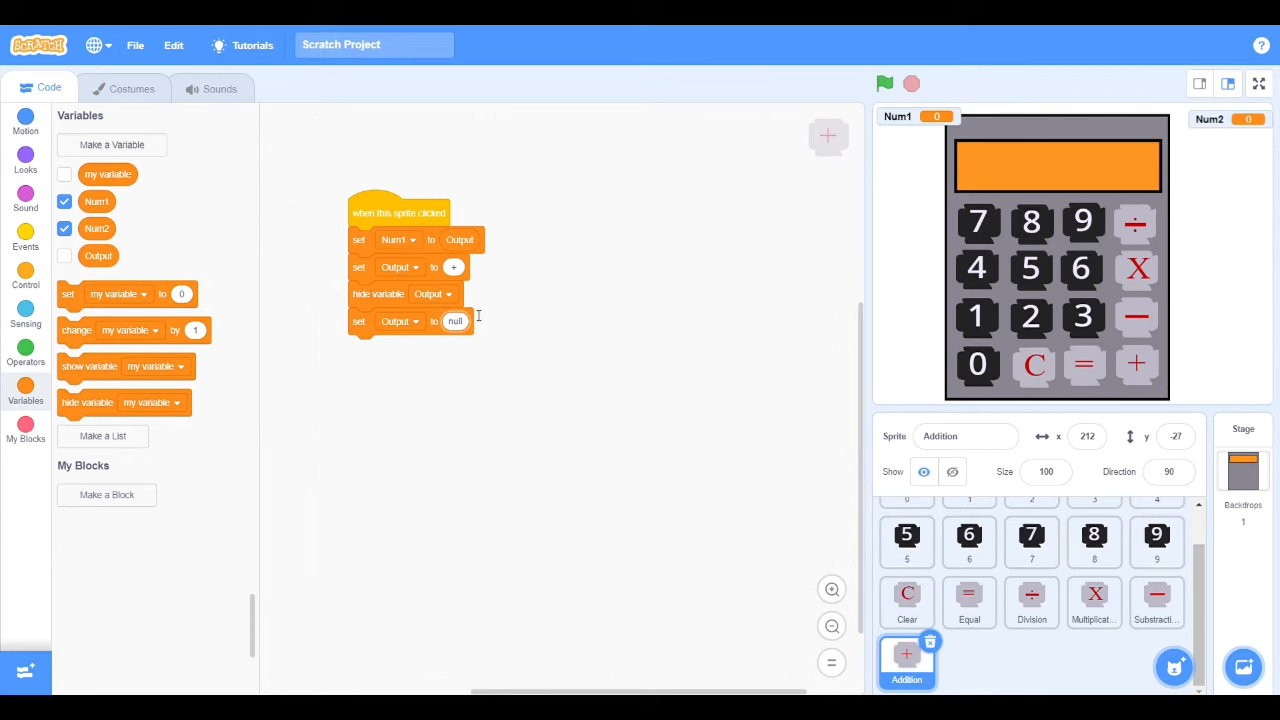 SCRATCH File Edit Tutorials Scratch Project ?
Code Costumes Sounds
Motion
Looks
Sound
Events
Control
Sensing
Operators
Variables
My Blocks
Variables
Make a Variable
my variable
Num1
Num2
Output
set my variable to 0
change my variable by 1
show variable my variable
hide variable my variable
Make a List
My Blocks
Make a Block
when this sprite clicked
set Num1 to Output
set Output to +
hide variable Output
set Output to null
Num1 0
Num2 0
7 8 9 ÷
4 5 6 X
1 2 3 −
0 C = +
Sprite Addition x 212 y -27
Show Size 100 Direction 90
0 1 2 3 4
5 6 7 8 9
5 6 7 8 9
C = ÷ X −
Clear Equal Division Multiplicat... Substracti...
+
Addition
Stage
Backdrops
1